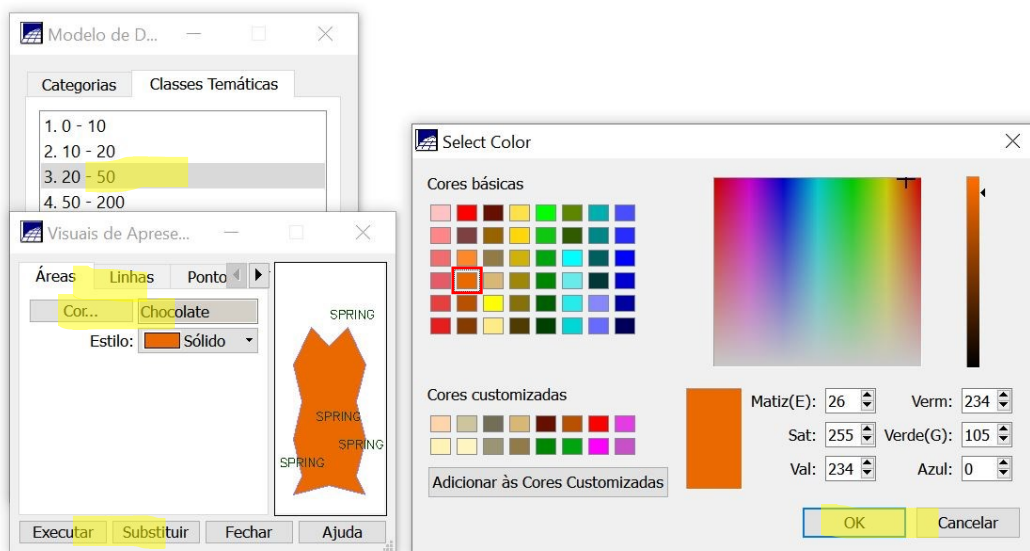 Modelo de D...
Categorias Classes Temáticas
1. 0 - 10
2. 10 - 20
3. 20 - 50
4. 50 - 200
Visuais de Aprese...
Áreas Linhas Ponto
Cor... Chocolate
Estilo: Sólido
SPRING
SPRING
SPRING
SPRING
Executar Substituir Fechar Ajuda
Select Color
Cores básicas
Cores customizadas
Adicionar às Cores Customizadas
Matiz(E): 26 Verm: 234
Sat: 255 Verde(G): 105
Val: 234 Azul: 0
OK Cancelar